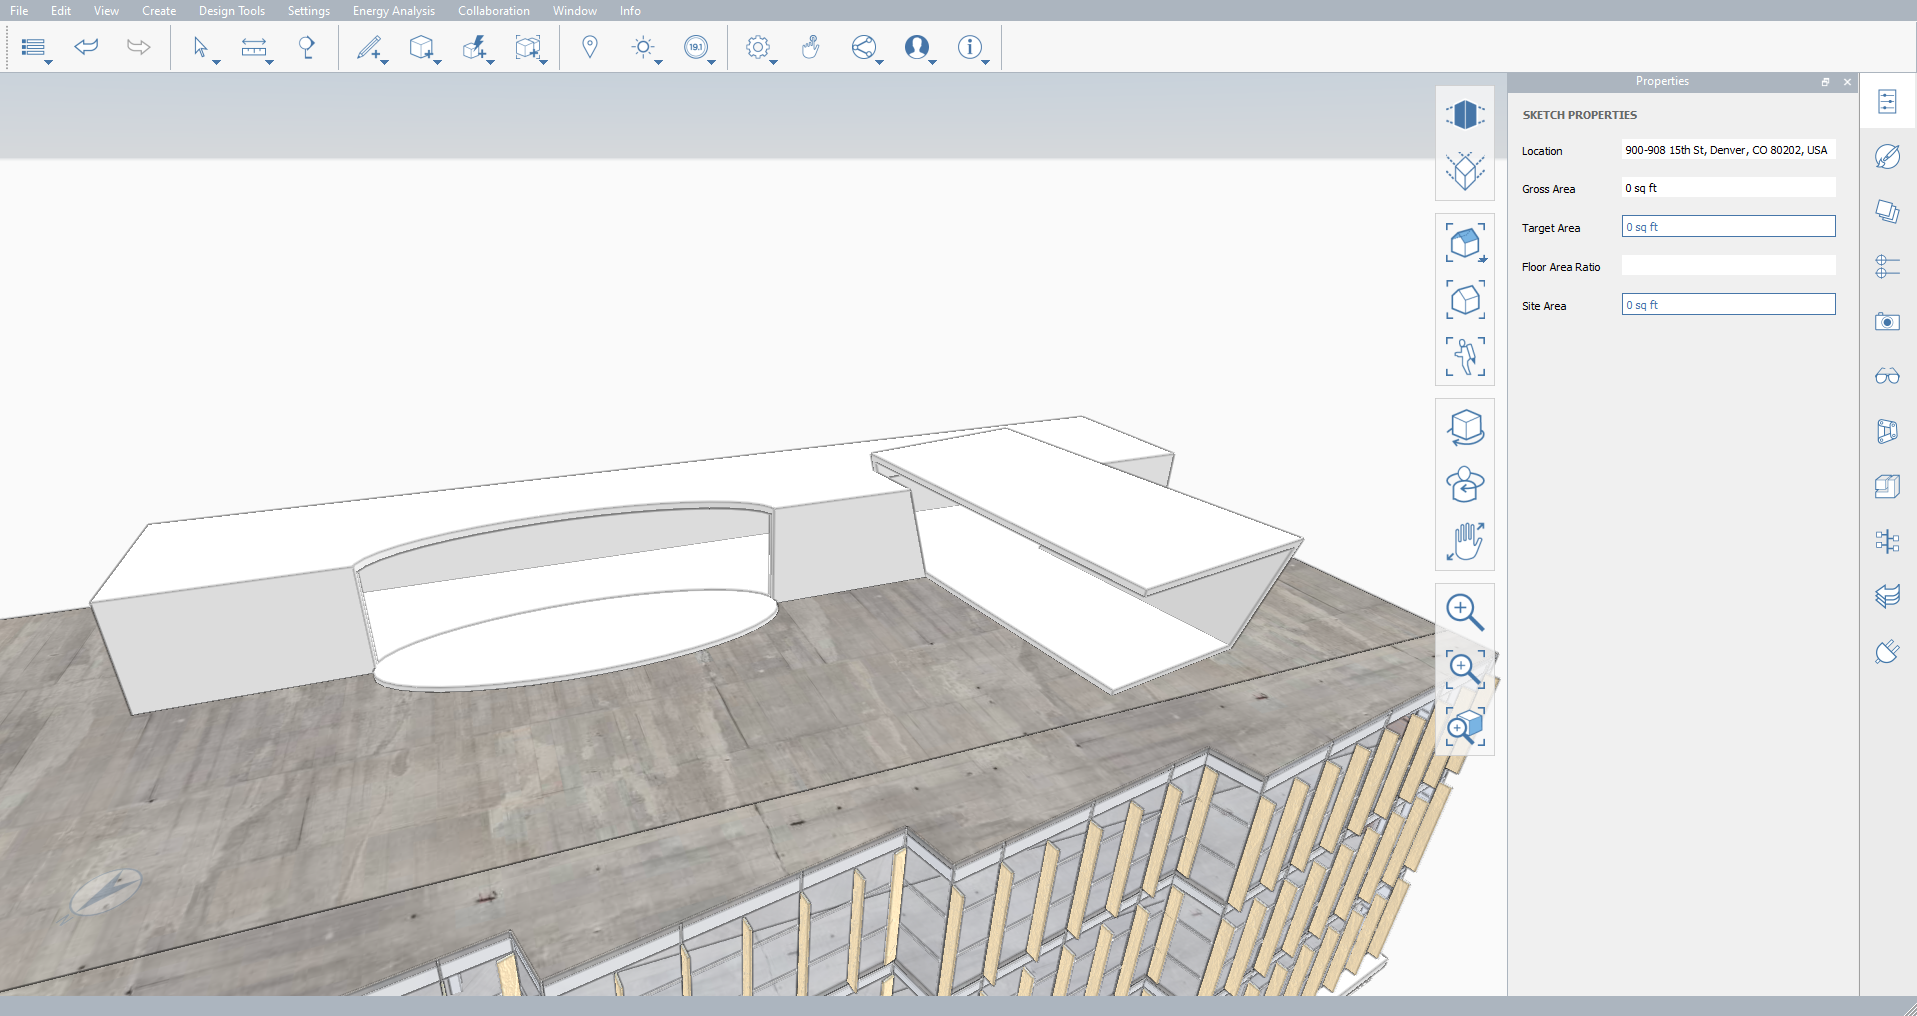 File Edit View Create Design Tools Settings Energy Analysis Collaboration Window Info
19.1
Properties
SKETCH PROPERTIES
Location 900-908 15th St, Denver, CO 80202, USA
Gross Area 0 sq ft
Target Area 0 sq ft
Floor Area Ratio
Site Area 0 sq ft